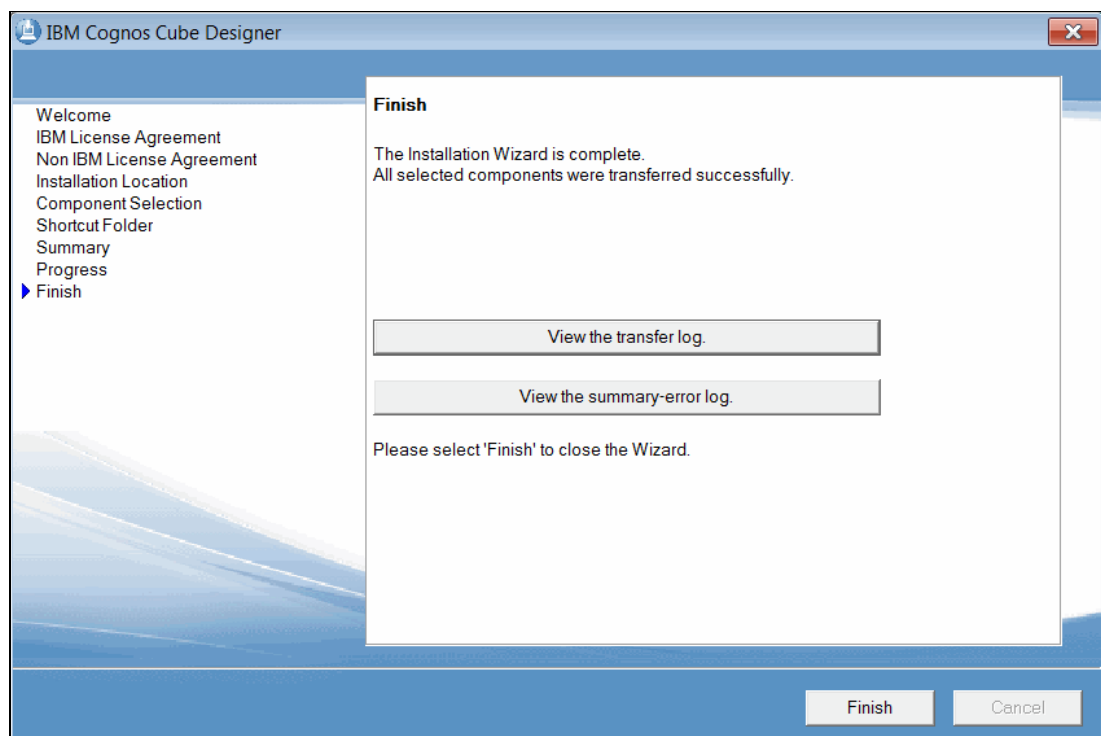 IBM Cognos Cube Designer
Welcome
IBM License Agreement
Non IBM License Agreement
Installation Location
Component Selection
Shortcut Folder
Summary
Progress
Finish
Finish
The Installation Wizard is complete.
All selected components were transferred successfully.
View the transfer log.
View the summary-error log.
Please select 'Finish' to close the Wizard.
Finish
Cancel